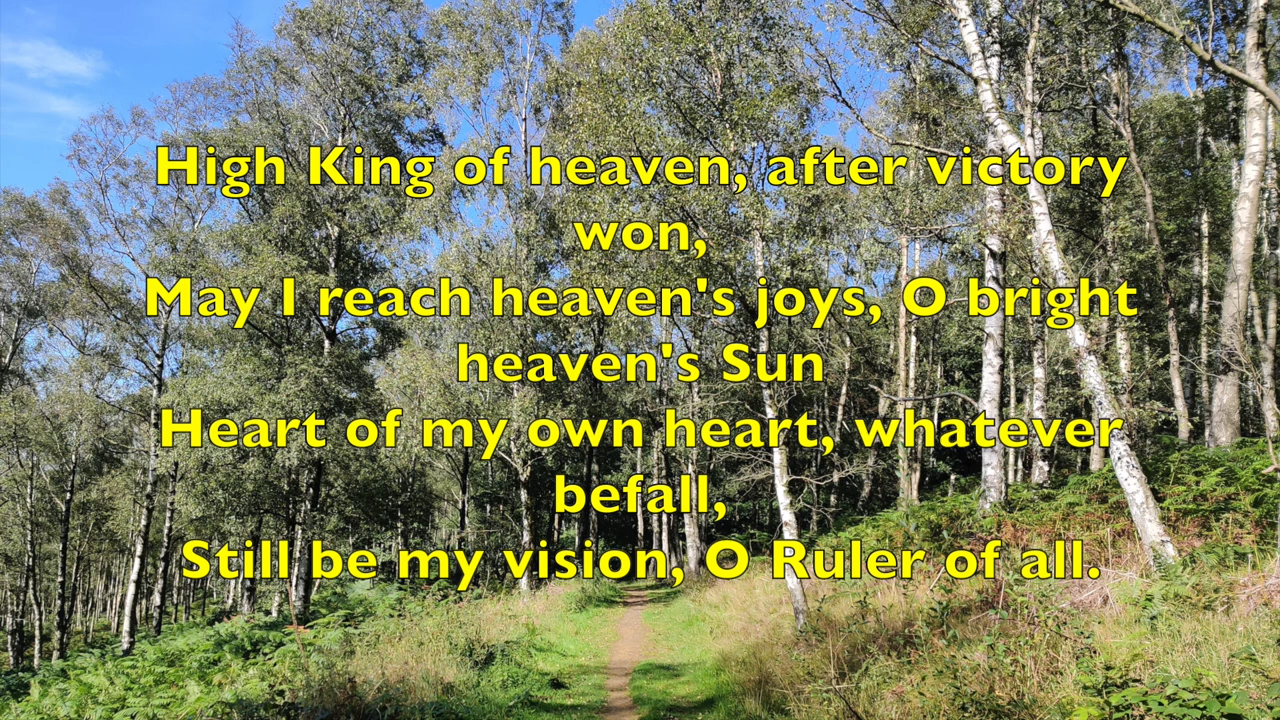 High King of heaven, after victory
won,
May I reach heaven's joys, O bright
heaven's Sun
Heart of my own heart, whatever
befall,
Still be my vision, O Ruler of all.